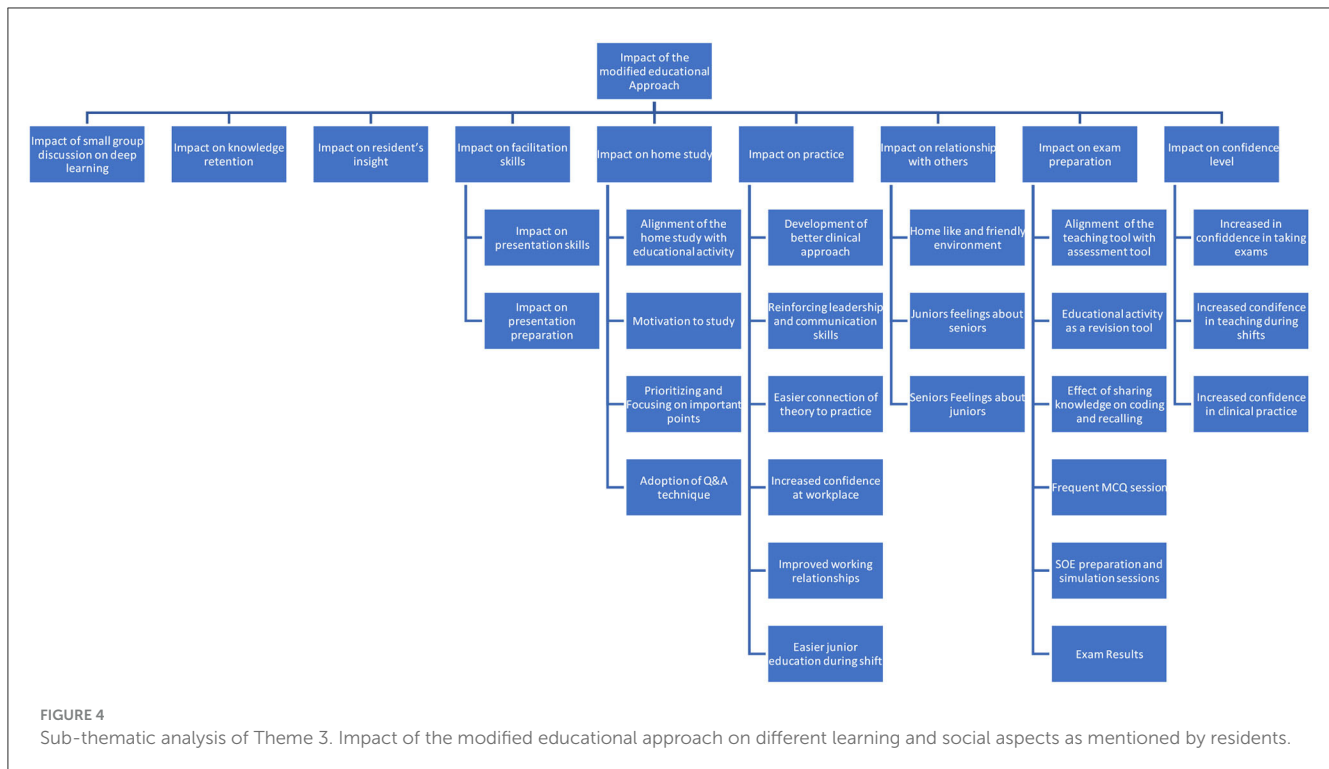 Impact of the
modified educational
Approach
Impact of small group
discussion on deep
learning
Impact on knowledge
retention
Impact on resident's
insight
Impact on facilitation
skills
Impact on home study
Impact on practice
Impact on relationship
with others
Impact on exam
preparation
Impact on confidence
level
Impact on
presentation skills
Impact on
presentation
preparation
Alignment of the
home study with
educational activity
Motivation to study
Prioritizing and
Focusing on important
points
Adoption of Q&A
technique
Development of
better clinical
approach
Reinforcing leadership
and communication
skills
Easier connection of
theory to practice
Increased confidence
at workplace
Improved working
relationships
Easier junior
education during shift
Home like and friendly
environment
Juniors feelings about
seniors
Seniors Feelings about
juniors
Alignment of the
teaching tool with
assessment tool
Educational activity
as a revision tool
Effect of sharing
knowledge on coding
and recalling
Frequent MCQ session
SOE preparation and
simulation sessions
Exam Results
Increased in
confiddence in taking
exams
Increased condifence
in teaching during
shifts
Increased confidence
in clinical practice
FIGURE 4
Sub-thematic analysis of Theme 3. Impact of the modified educational approach on different learning and social aspects as mentioned by residents.